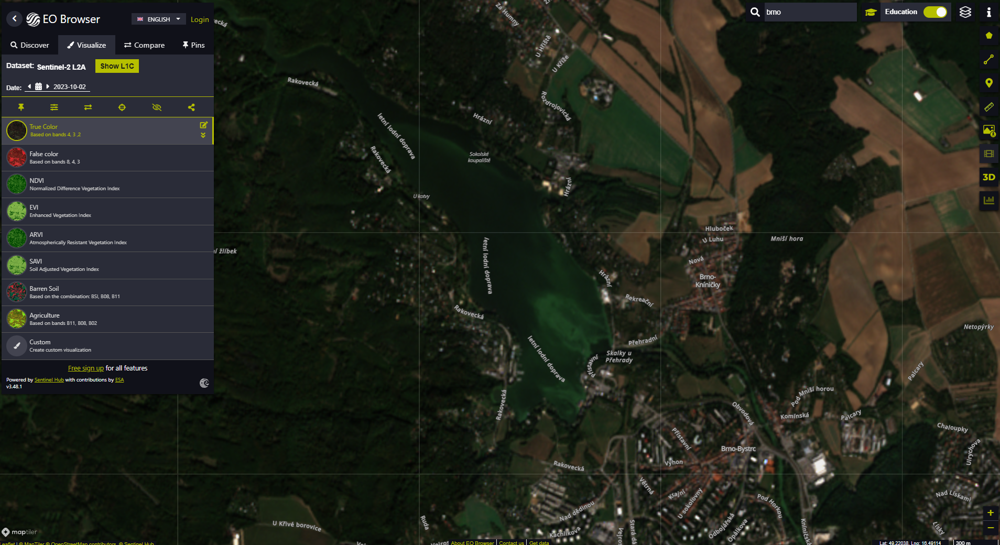 EO Browser
ENGLISH
Login
Discover
Visualize
Compare
Pins
Dataset: Sentinel-2 L2A
Show L1C
Date: 2023-10-02
True Color
Based on bands 4, 3 ,2
False color
Based on bands 8, 4, 3
NDVI
Normalized Difference Vegetation Index
EVI
Enhanced Vegetation Index
ARVI
Atmospherically Resistant Vegetation Index
SAVI
Soil Adjusted Vegetation Index
Barren Soil
Based on the combination: BSI, B08, B11
Agriculture
Based on bands B11, B08, B02
Custom
Create custom visualization
Free sign up for all features
Powered by Sentinel Hub with contributions by ESA
v3.48.1
brno
Education
3D
Za Humny
U Hřiště
U Kříže
Rakovecká
Rozdrojovická
Hrázní
letní lodní doprava
Rakovecká
Sokolské
koupaliště
Hrázní
U kotvy
Hluboček
U Luhu
Mniší hora
ní žlíbek
Nová
letní lodní doprava
Brno-
Kníničky
Hrázní
Rekreační
Rakovecká
Netopýrky
Přehradní
letní lodní doprava
Skalky u
Přehrady
Přístavní
Palcary
Rakovecká
Pod Mniší horou
Obvodová
Komínská
Palcary
Chaloupky
Přístavní
Brno-Bystrc
Ulrychova
Výhon
Rakovecká
Větrná
Kšajní
U sokolovny
Pod Horkou
Nad Lískami
Nad dědinou
U Křivé borovice
Ruda
Kachlíkova
Vejros
Stará dá
Odbojářská
Opálkova
Kníničská
Lísky
maptiler
Leaflet | © MapTiler © OpenStreetMap contributors, © Sentinel Hub
About EO Browser | Contact us | Get data
Lat: 49.22038, Lng: 16.49114
300 m